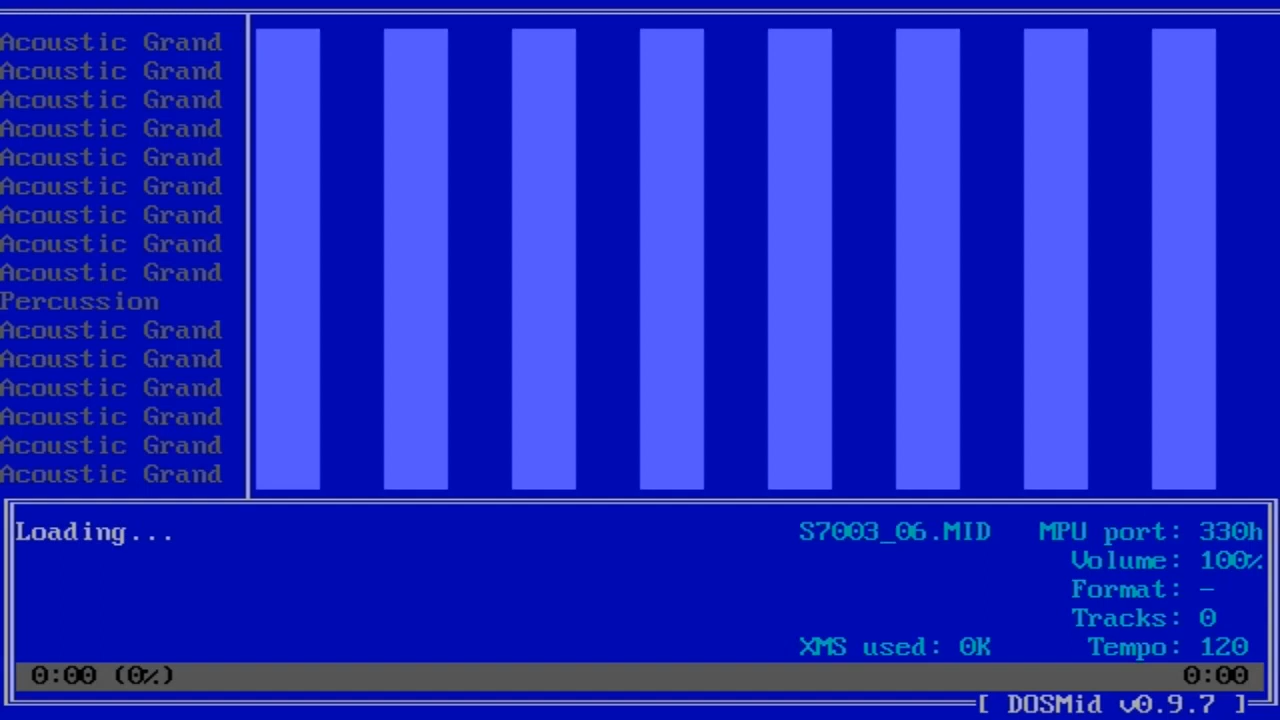 Acoustic Grand
Acoustic Grand
Acoustic Grand
Acoustic Grand
Acoustic Grand
Acoustic Grand
Acoustic Grand
Acoustic Grand
Acoustic Grand
Percussion
Acoustic Grand
Acoustic Grand
Acoustic Grand
Acoustic Grand
Acoustic Grand
Acoustic Grand
Loading... S7003_06.MID MPU port: 330h
Volume: 100%
Format: -
Tracks: 0
XMS used: 0K Tempo: 120
0:00 (0%) 0:00
[ DOSMid v0.9.7 ]